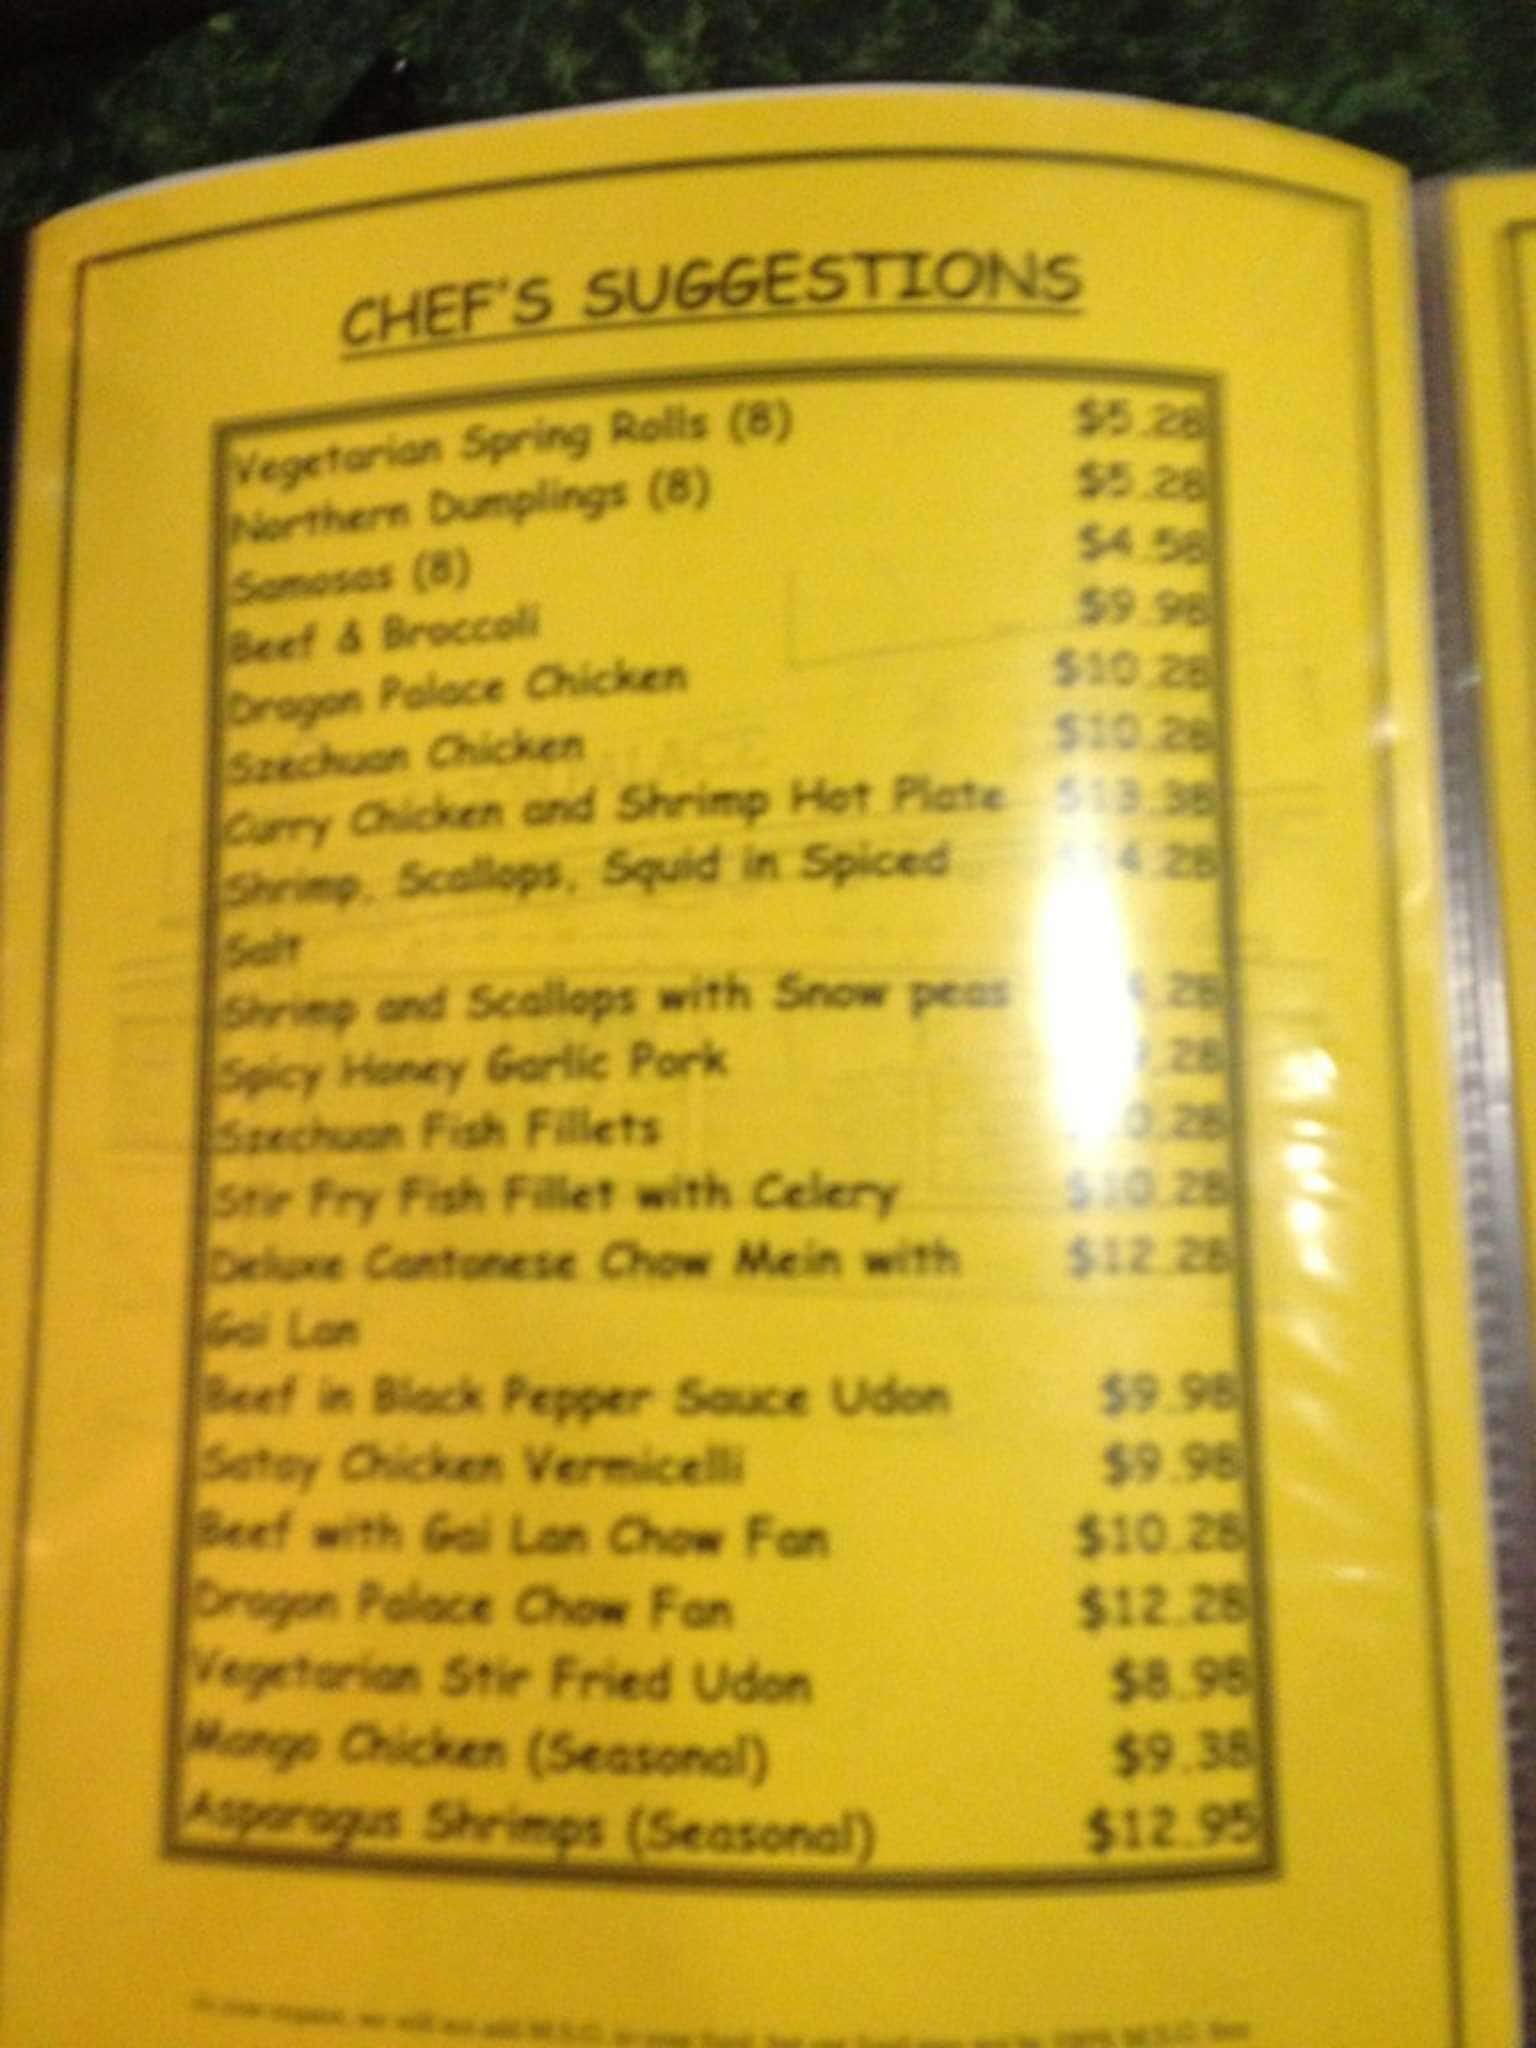 CHEF'S SUGGESTIONS
Vegetarian Spring Rolls (8) $5.28
Northern Dumplings (8) $5.28
Samosas (8) $4.58
Beef & Broccoli $9.98
Dragon Palace Chicken $10.28
Szechuan Chicken $10.28
Curry Chicken and Shrimp Hot Plate $13.38
Shrimp, Scallops, Squid in Spiced
Salt
Shrimp and Scallops with Snow peas
Spicy Honey Garlic Pork
Szechuan Fish Fillets
Stir Fry Fish Fillet with Celery $10.28
Deluxe Cantonese Chow Mein with $12.28
Gai Lan
Beef in Black Pepper Sauce Udon $9.98
Satay Chicken Vermicelli $9.98
Beef with Gai Lan Chow Fan $10.28
Dragon Palace Chow Fan $12.28
Vegetarian Stir Fried Udon $8.98
Mango Chicken (Seasonal) $9.38
Asparagus Shrimps (Seasonal) $12.95